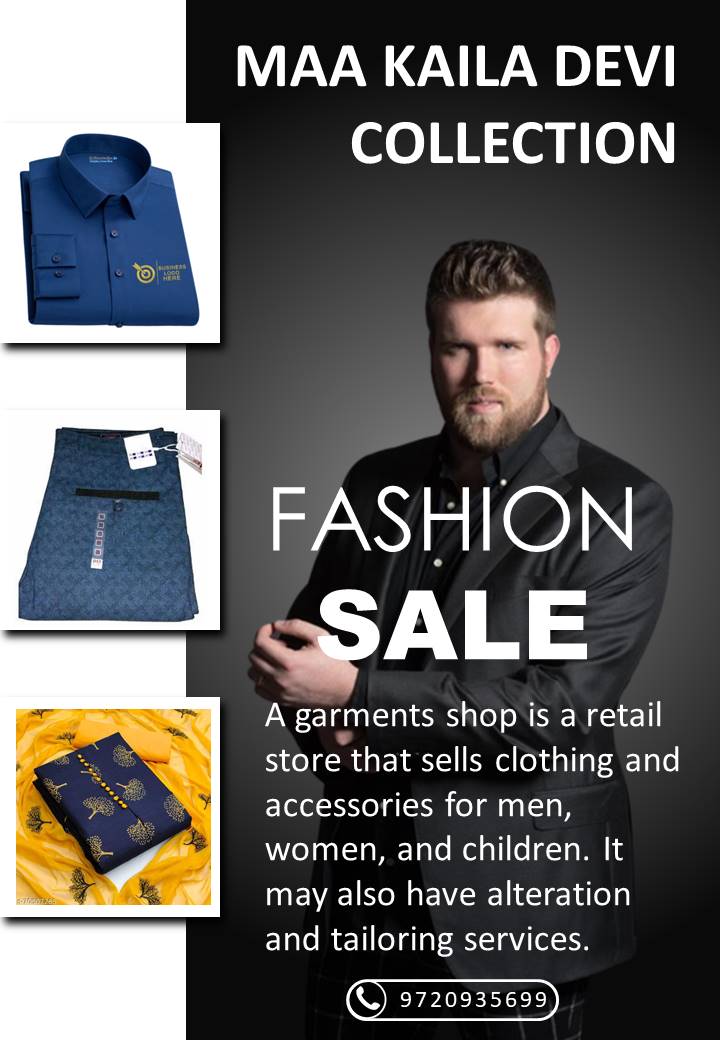 MAA KAILA DEVI
COLLECTION
BUSINESS
LOGO
HERE
FASHION
SALE
A garments shop is a retail
store that sells clothing and
accessories for men,
women, and children. It
may also have alteration
and tailoring services.
9720935699